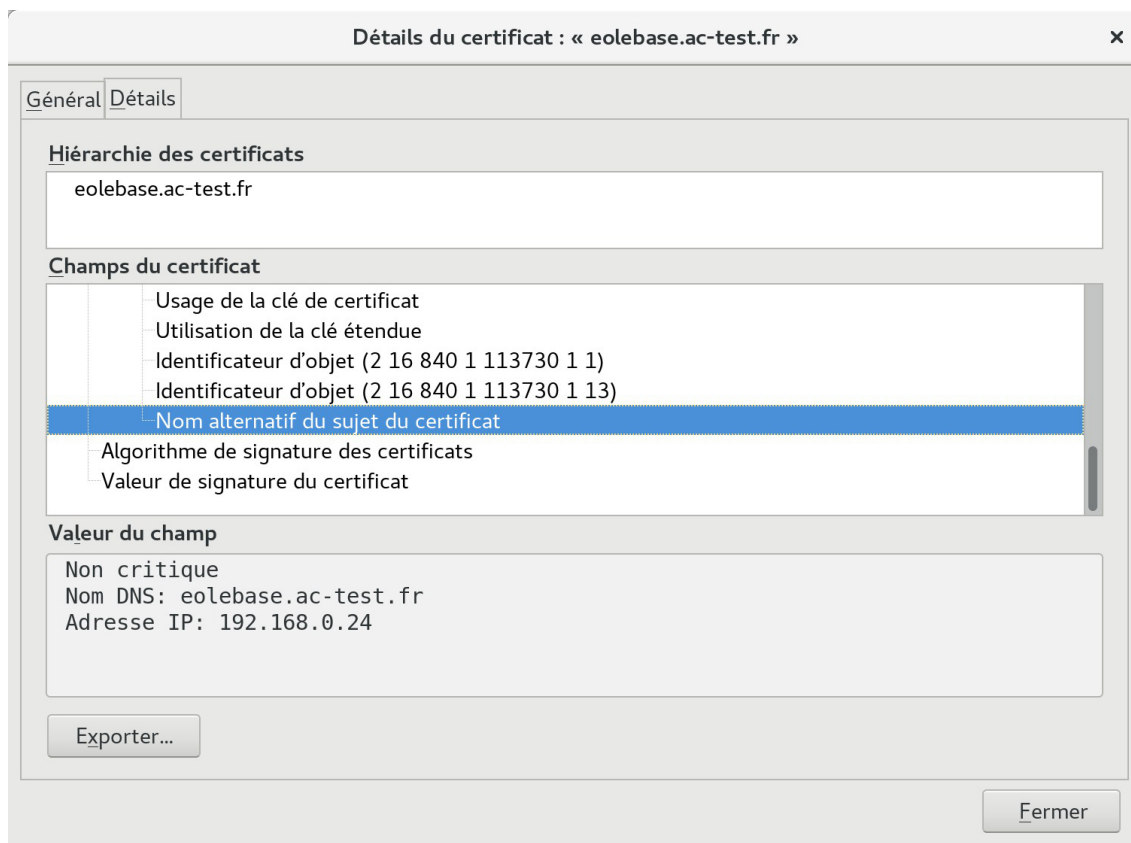 Détails du certificat : « eolebase.ac-test.fr »
×
Général Détails
Hiérarchie des certificats
eolebase.ac-test.fr
Champs du certificat
Usage de la clé de certificat
Utilisation de la clé étendue
Identificateur d'objet (2 16 840 1 113730 1 1)
Identificateur d'objet (2 16 840 1 113730 1 13)
Nom alternatif du sujet du certificat
Algorithme de signature des certificats
Valeur de signature du certificat
Valeur du champ
Non critique
Nom DNS: eolebase.ac-test.fr
Adresse IP: 192.168.0.24
Exporter...
Fermer